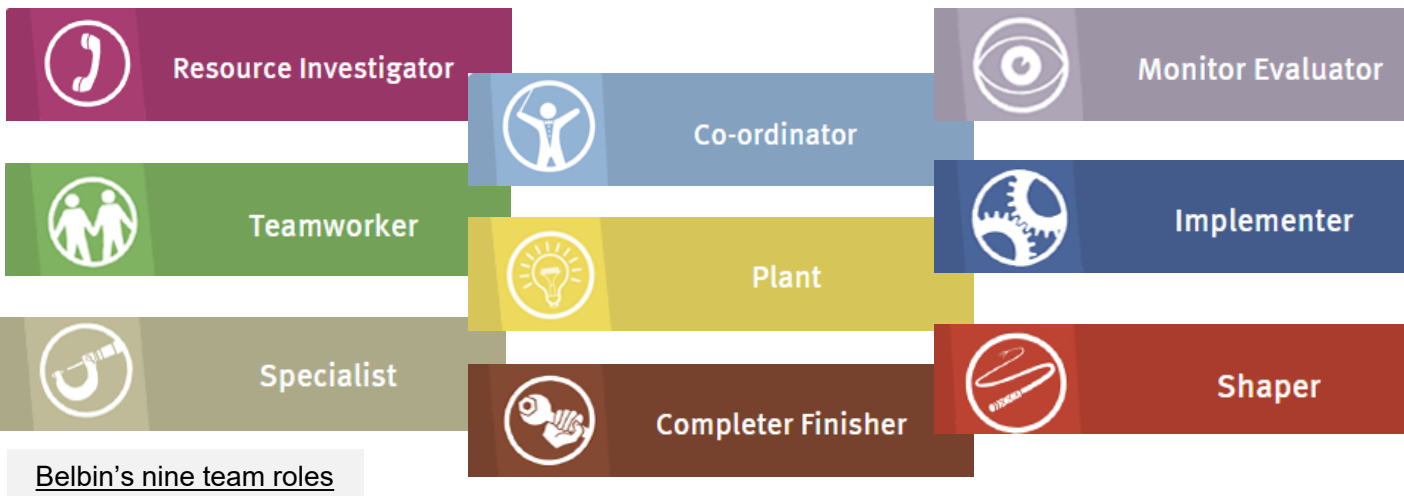 Resource Investigator
Co-ordinator
Monitor Evaluator
Teamworker
Plant
Implementer
Specialist
Completer Finisher
Shaper
Belbin’s nine team roles